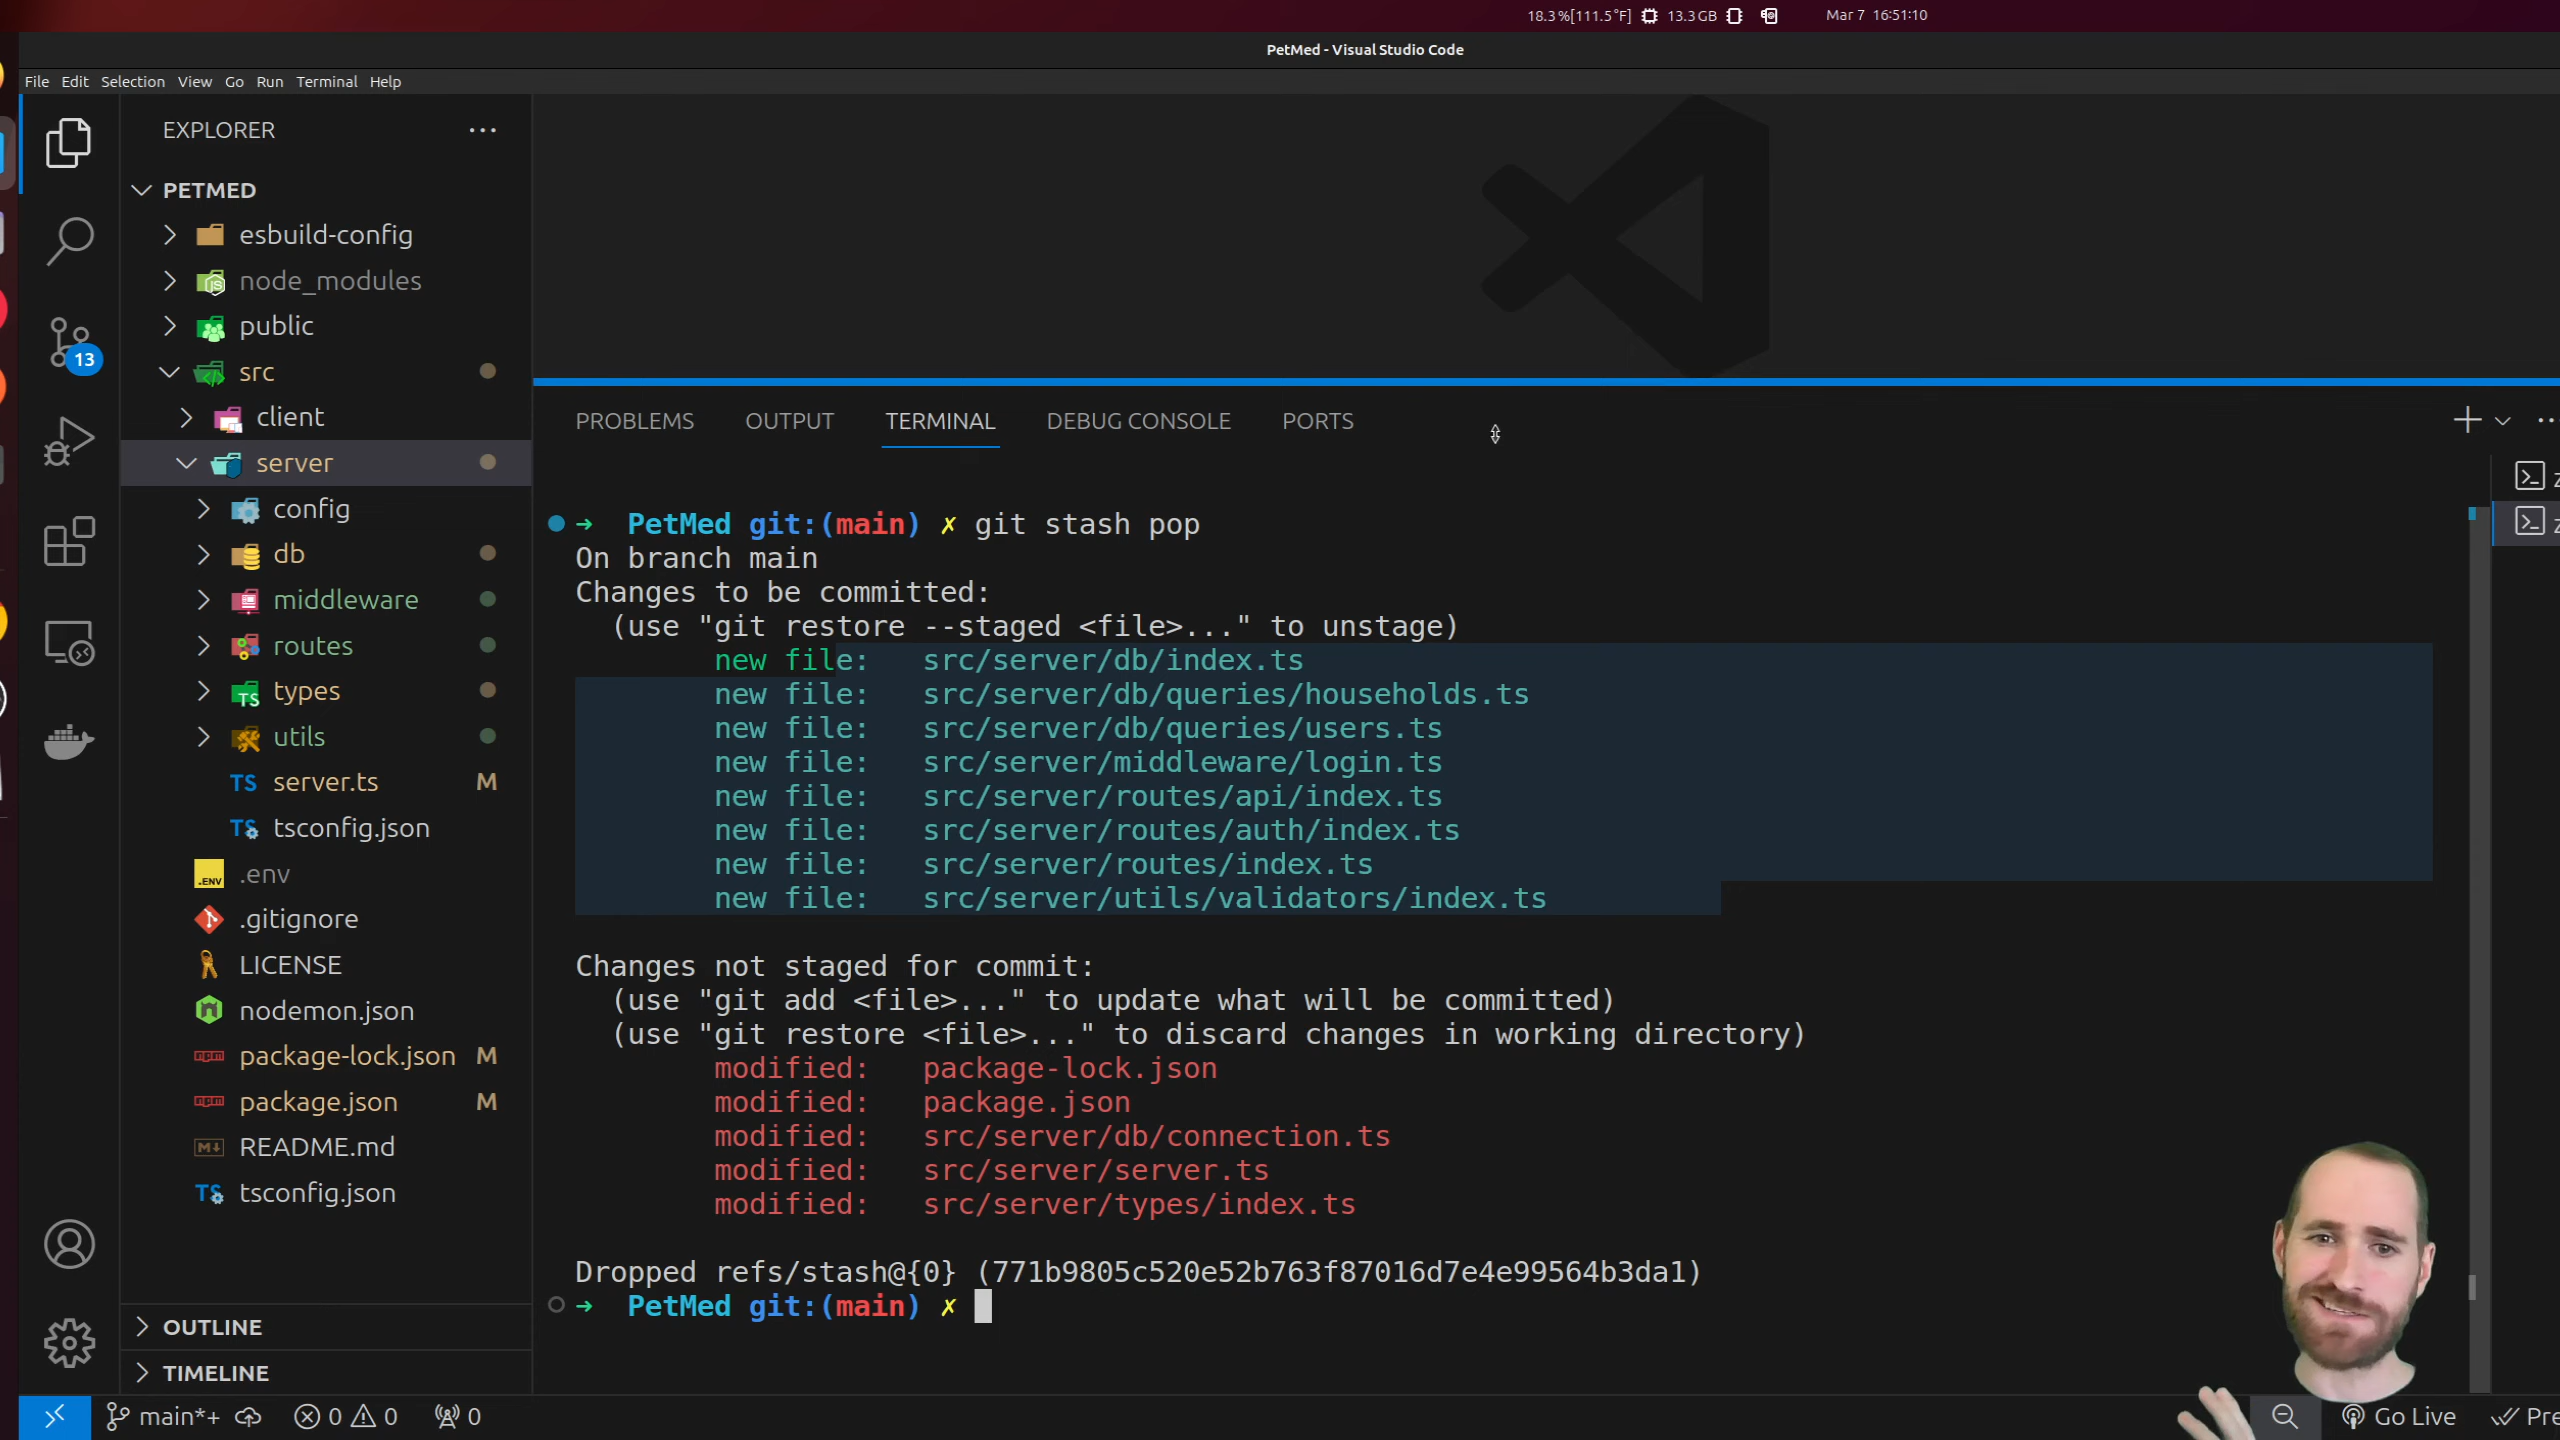 18.3%[111.5°F] 13.3GB Mar 7 16:51:10
PetMed - Visual Studio Code
File Edit Selection View Go Run Terminal Help
EXPLORER
PETMED
esbuild-config
node_modules
public
src
client
server
config
db
middleware
routes
types
utils
TS server.ts M
TS tsconfig.json
.ENV .env
.gitignore
LICENSE
nodemon.json
package-lock.json M
package.json M
README.md
TS tsconfig.json
OUTLINE
TIMELINE
13
PROBLEMS OUTPUT TERMINAL DEBUG CONSOLE PORTS
➜ PetMed git:(main) ✗ git stash pop
On branch main
Changes to be committed:
(use "git restore --staged <file>..." to unstage)
new file: src/server/db/index.ts
new file: src/server/db/queries/households.ts
new file: src/server/db/queries/users.ts
new file: src/server/middleware/login.ts
new file: src/server/routes/api/index.ts
new file: src/server/routes/auth/index.ts
new file: src/server/routes/index.ts
new file: src/server/utils/validators/index.ts
Changes not staged for commit:
(use "git add <file>..." to update what will be committed)
(use "git restore <file>..." to discard changes in working directory)
modified: package-lock.json
modified: package.json
modified: src/server/db/connection.ts
modified: src/server/server.ts
modified: src/server/types/index.ts
Dropped refs/stash@{0} (771b9805c520e52b763f87016d7e4e99564b3da1)
➜ PetMed git:(main) ✗
main*+ 0 0 0 Go Live